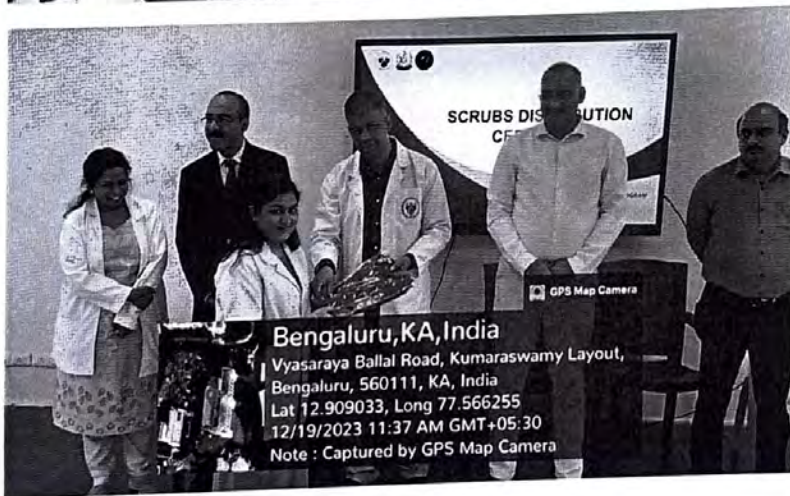 SCRUBS DIS UTION
CE
GPS Map Camera
Bengaluru,KA,India
Vyasaraya Ballal Road, Kumaraswamy Layout,
Bengaluru, 560111, KA, India
Lat 12.909033, Long 77.566255
12/19/2023 11:37 AM GMT+05:30
Note : Captured by GPS Map Camera